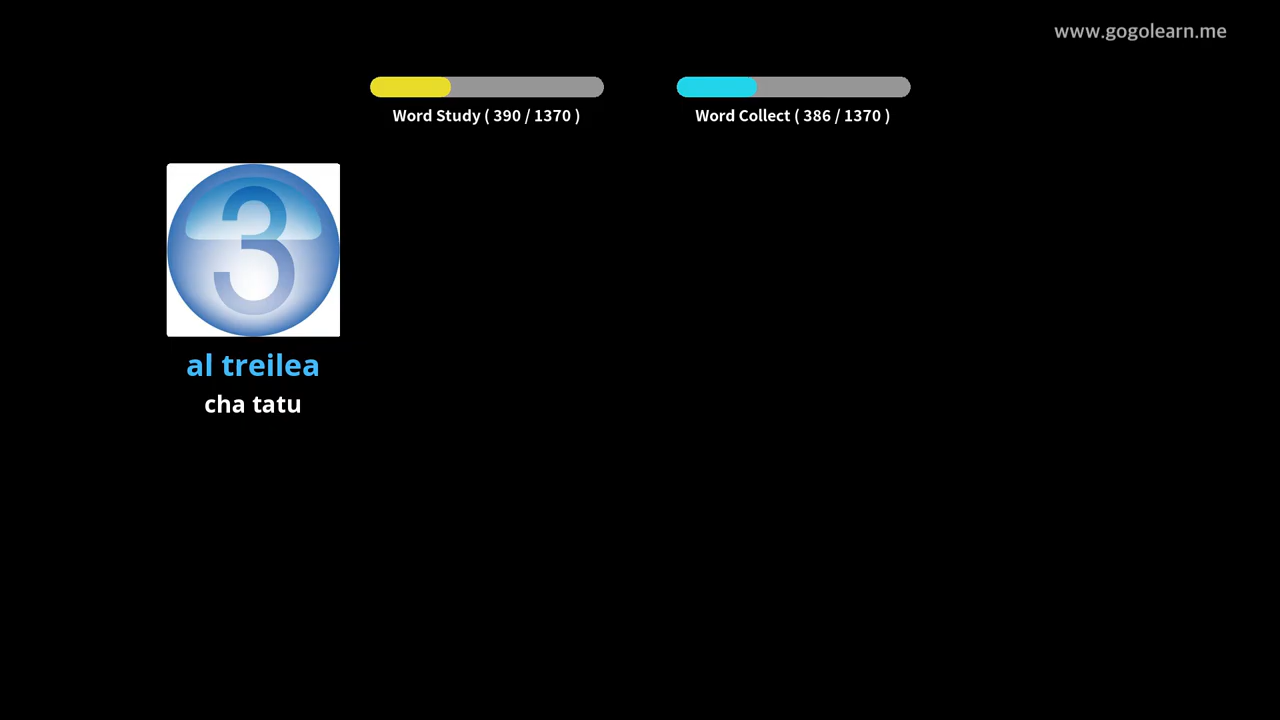 www.gogolearn.me
Word Study ( 390 / 1370 )
Word Collect ( 386 / 1370 )
3
al treilea
cha tatu